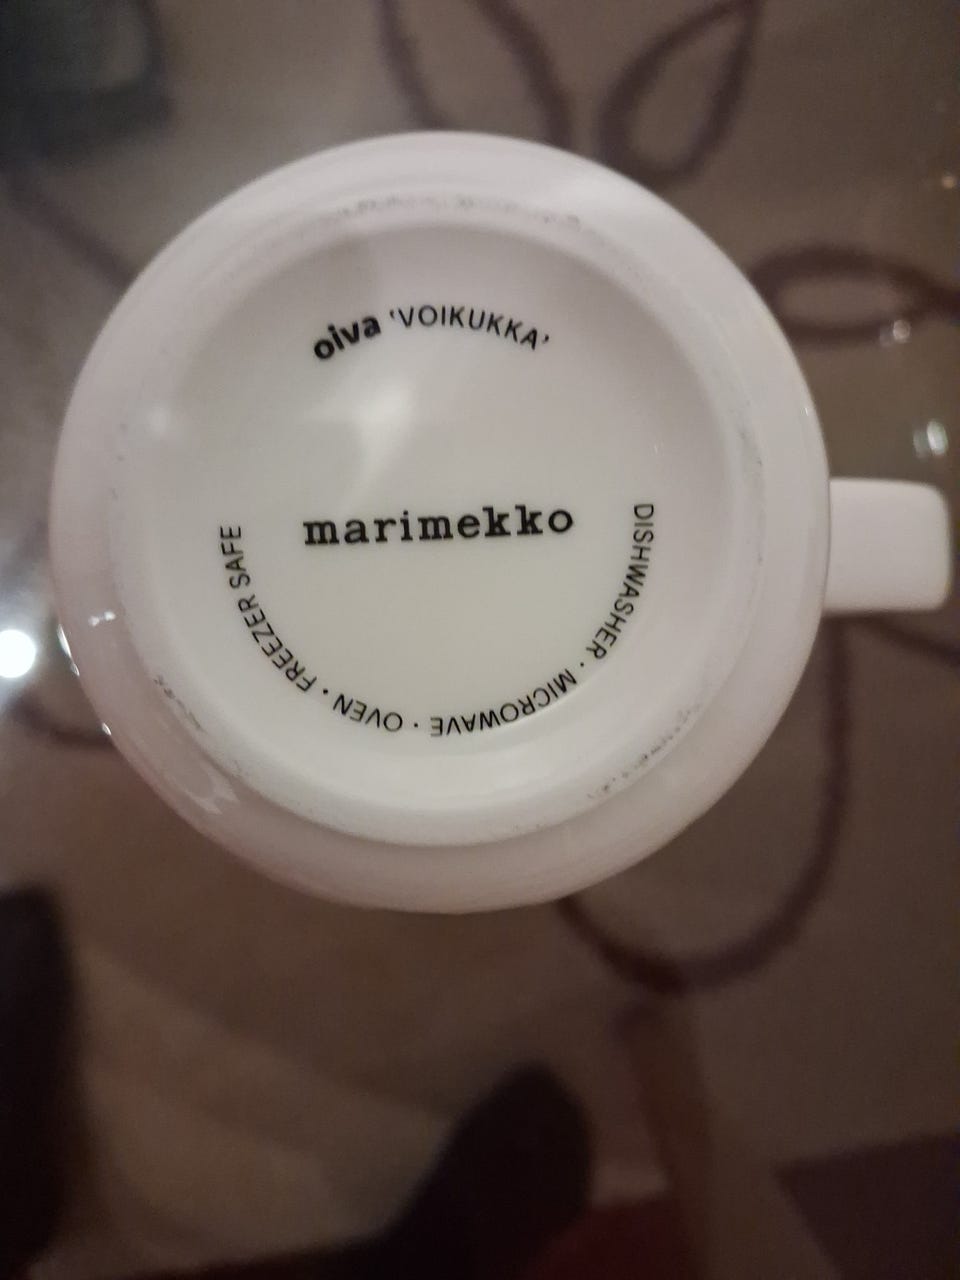 oiva 'VOIKUKKA'
marimekko
DISHWASHER · MICROWAVE · OVEN · FREEZER SAFE